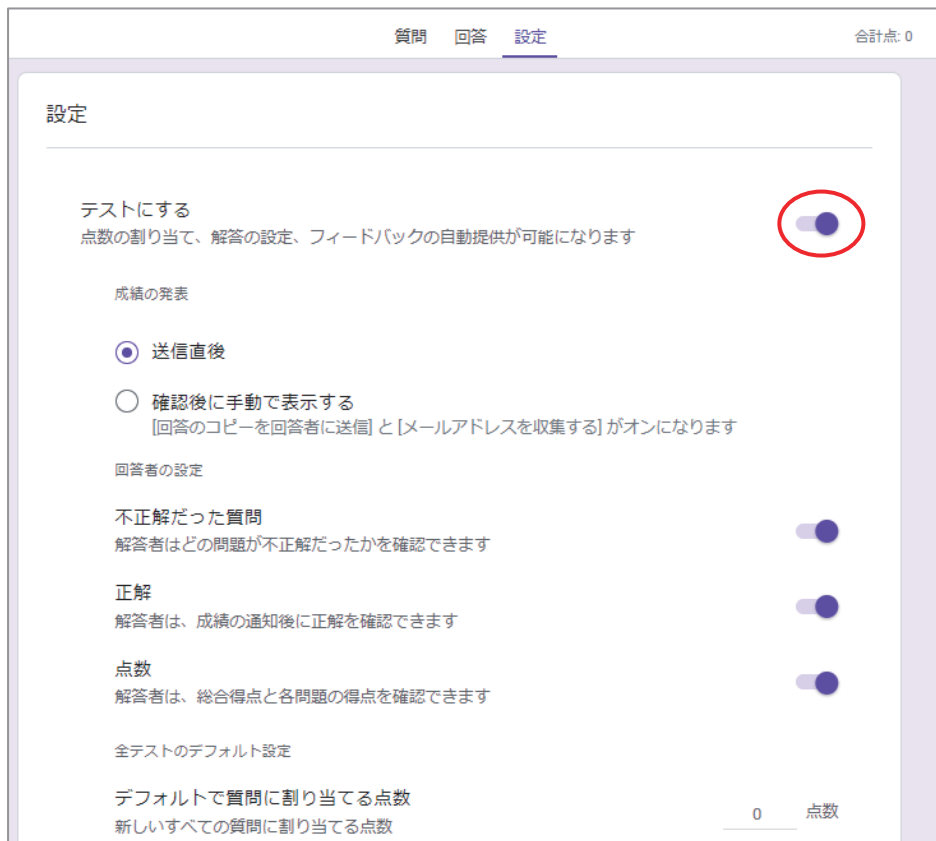 質問 回答 設定 合計点: 0
設定
テストにする
点数の割り当て、解答の設定、フィードバックの自動提供が可能になります
成績の発表
送信直後
確認後に手動で表示する
[回答のコピーを回答者に送信] と [メールアドレスを収集する] がオンになります
回答者の設定
不正解だった質問
解答者はどの問題が不正解だったかを確認できます
正解
解答者は、成績の通知後に正解を確認できます
点数
解答者は、総合得点と各問題の得点を確認できます
全テストのデフォルト設定
デフォルトで質問に割り当てる点数
0 点数
新しいすべての質問に割り当てる点数